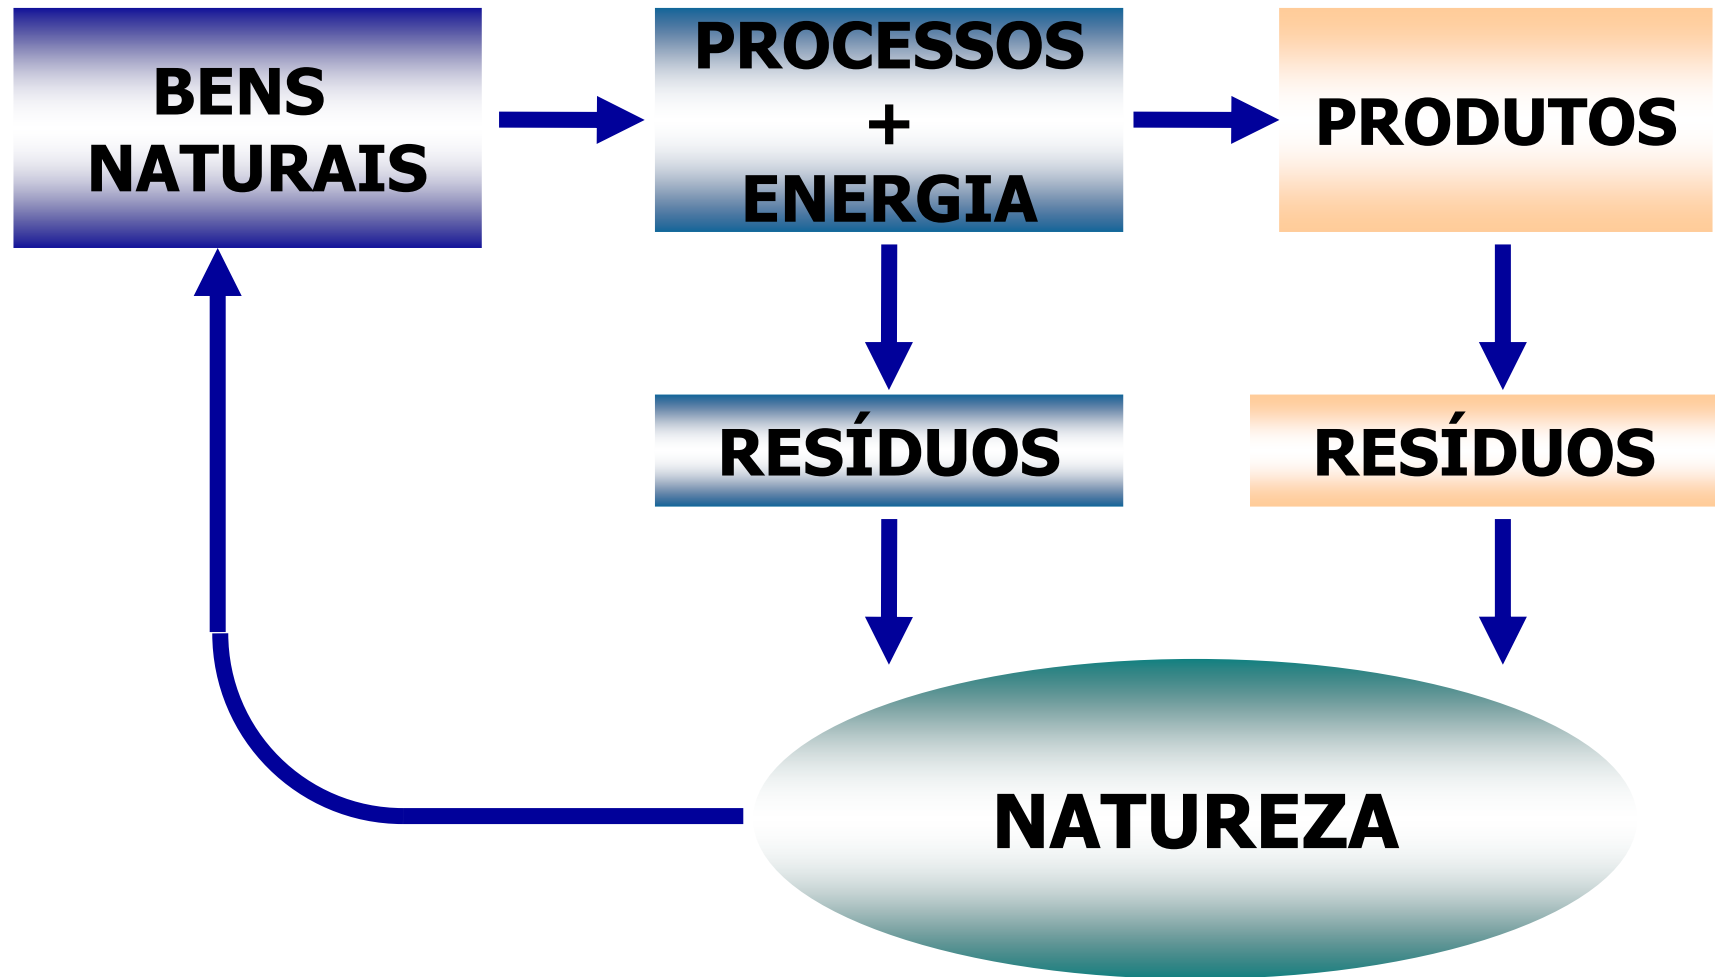 BENS
NATURAIS
PROCESSOS
+
ENERGIA
PRODUTOS
RESÍDUOS
RESÍDUOS
NATUREZA